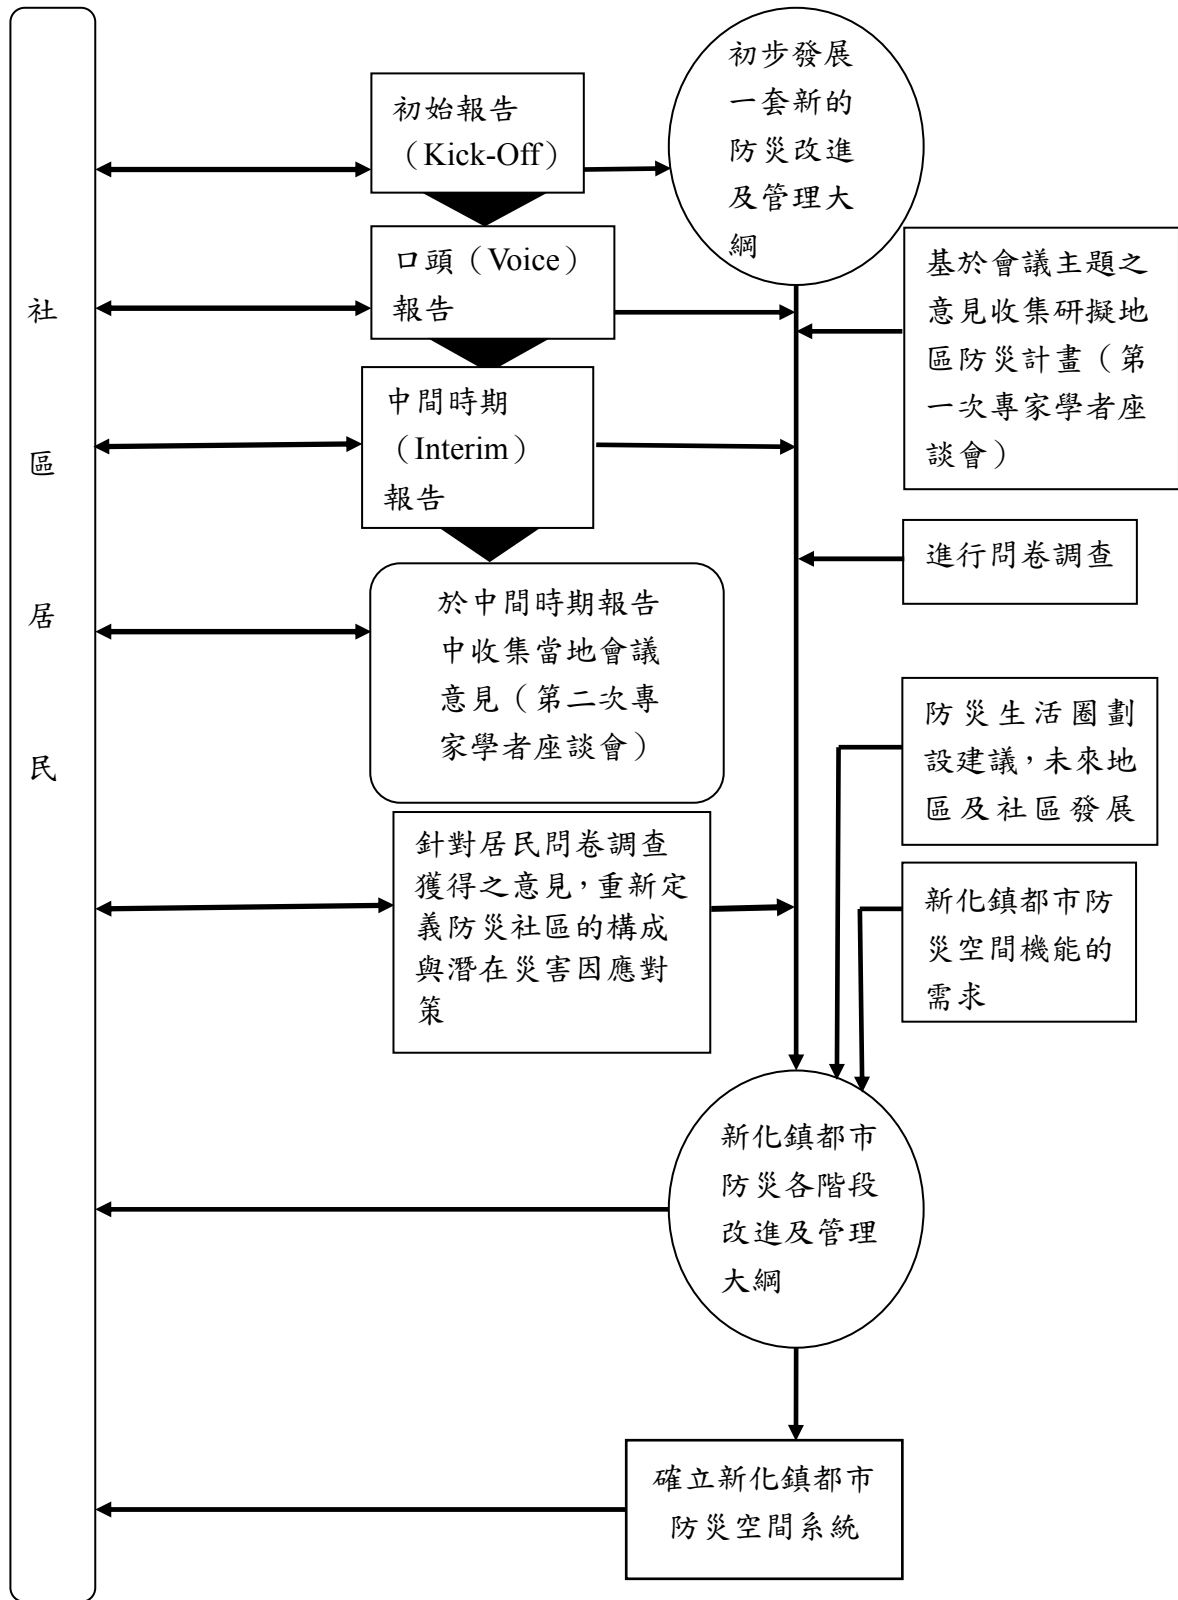 社
區
居
民
初步發展
一套新的
防災改進
及管理大
綱
初始報告
（Kick-Off）
口頭（Voice）
報告
基於會議主題之
意見收集研擬地
區防災計畫（第
一次專家學者座
談會）
中間時期
（Interim）
報告
進行問卷調查
於中間時期報告
中收集當地會議
意見（第二次專
家學者座談會）
防災生活圈劃
設建議，未來地
區及社區發展
針對居民問卷調查
獲得之意見，重新定
義防災社區的構成
與潛在災害因應對
策
新化鎮都市防
災空間機能的
需求
新化鎮都市
防災各階段
改進及管理
大綱
確立新化鎮都市
防災空間系統